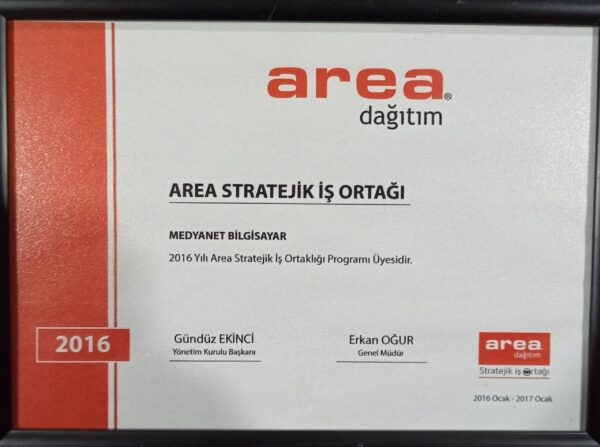 area®
dağıtım
AREA STRATEJİK İŞ ORTAĞI
MEDYANET BİLGİSAYAR
2016 Yılı Area Stratejik İş Ortaklığı Programı Üyesidir.
2016
Gündüz EKİNCİ
Yönetim Kurulu Başkanı
Erkan OĞUR
Genel Müdür
area
dağıtım
Stratejik iş ortağı
2016 Ocak - 2017 Ocak